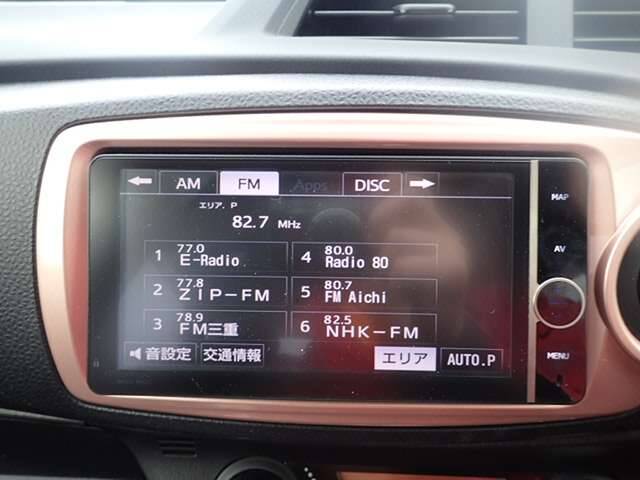 AM FM Apps DISC
MAP
エリア. P
82.7 MHz
AV
1 77.0 E-Radio
4 80.0 Radio 80
2 77.8 ZIP-FM
5 80.7 FM Aichi
3 78.9 FM三重
6 82.5 NHK-FM
音設定 交通情報 エリア AUTO.P
MENU